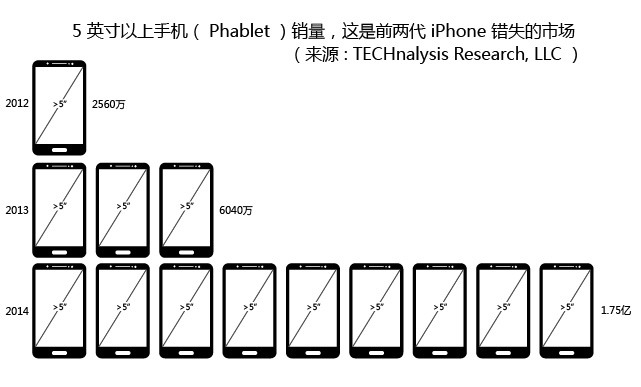 5 英寸以上手机（ Phablet ）销量，这是前两代 iPhone 错失的市场
（ 来源：TECHnalysis Research, LLC ）
2012 >5" 2560万
2013 >5" >5" >5" 6040万
2014 >5" >5" >5" >5" >5" >5" >5" >5" >5" 1.75亿